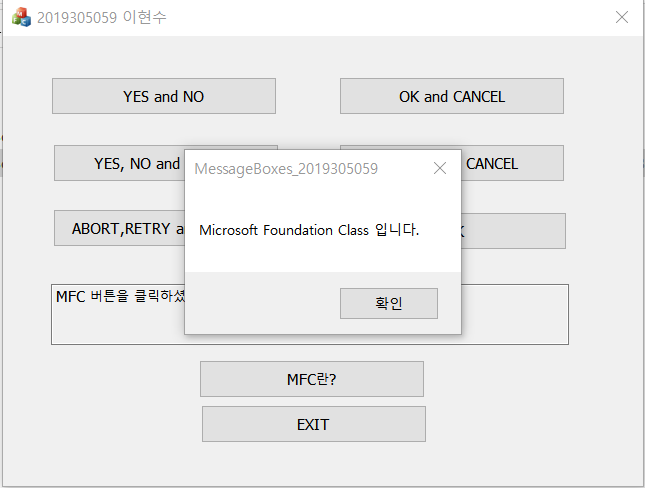 2019305059 이현수
YES and NO
OK and CANCEL
YES, NO and
CANCEL
MessageBoxes_2019305059
Microsoft Foundation Class 입니다.
ABORT,RETRY
MFC 버튼을 클릭하셨
확인
MFC란?
EXIT